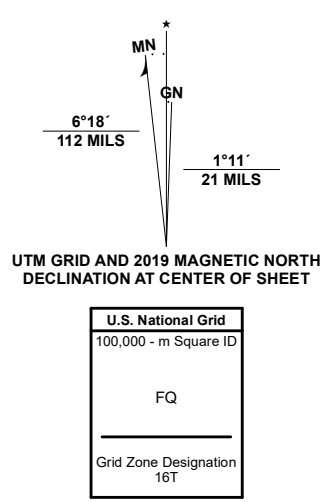 ★
MN
GN
6°18´
112 MILS
1°11´
21 MILS
UTM GRID AND 2019 MAGNETIC NORTH
DECLINATION AT CENTER OF SHEET
U.S. National Grid
100,000 - m Square ID
FQ
Grid Zone Designation
16T